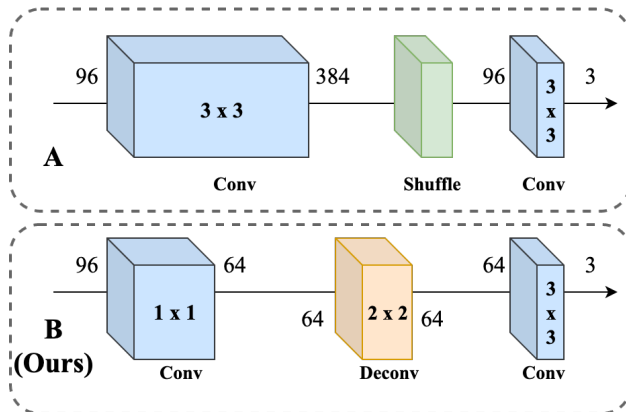 96
3 x 3
384
96
3
x
3
3
A
Conv
Shuffle
Conv
96
1 x 1
64
64
2 x 2
64
64
3
x
3
3
B
(Ours)
Conv
Deconv
Conv